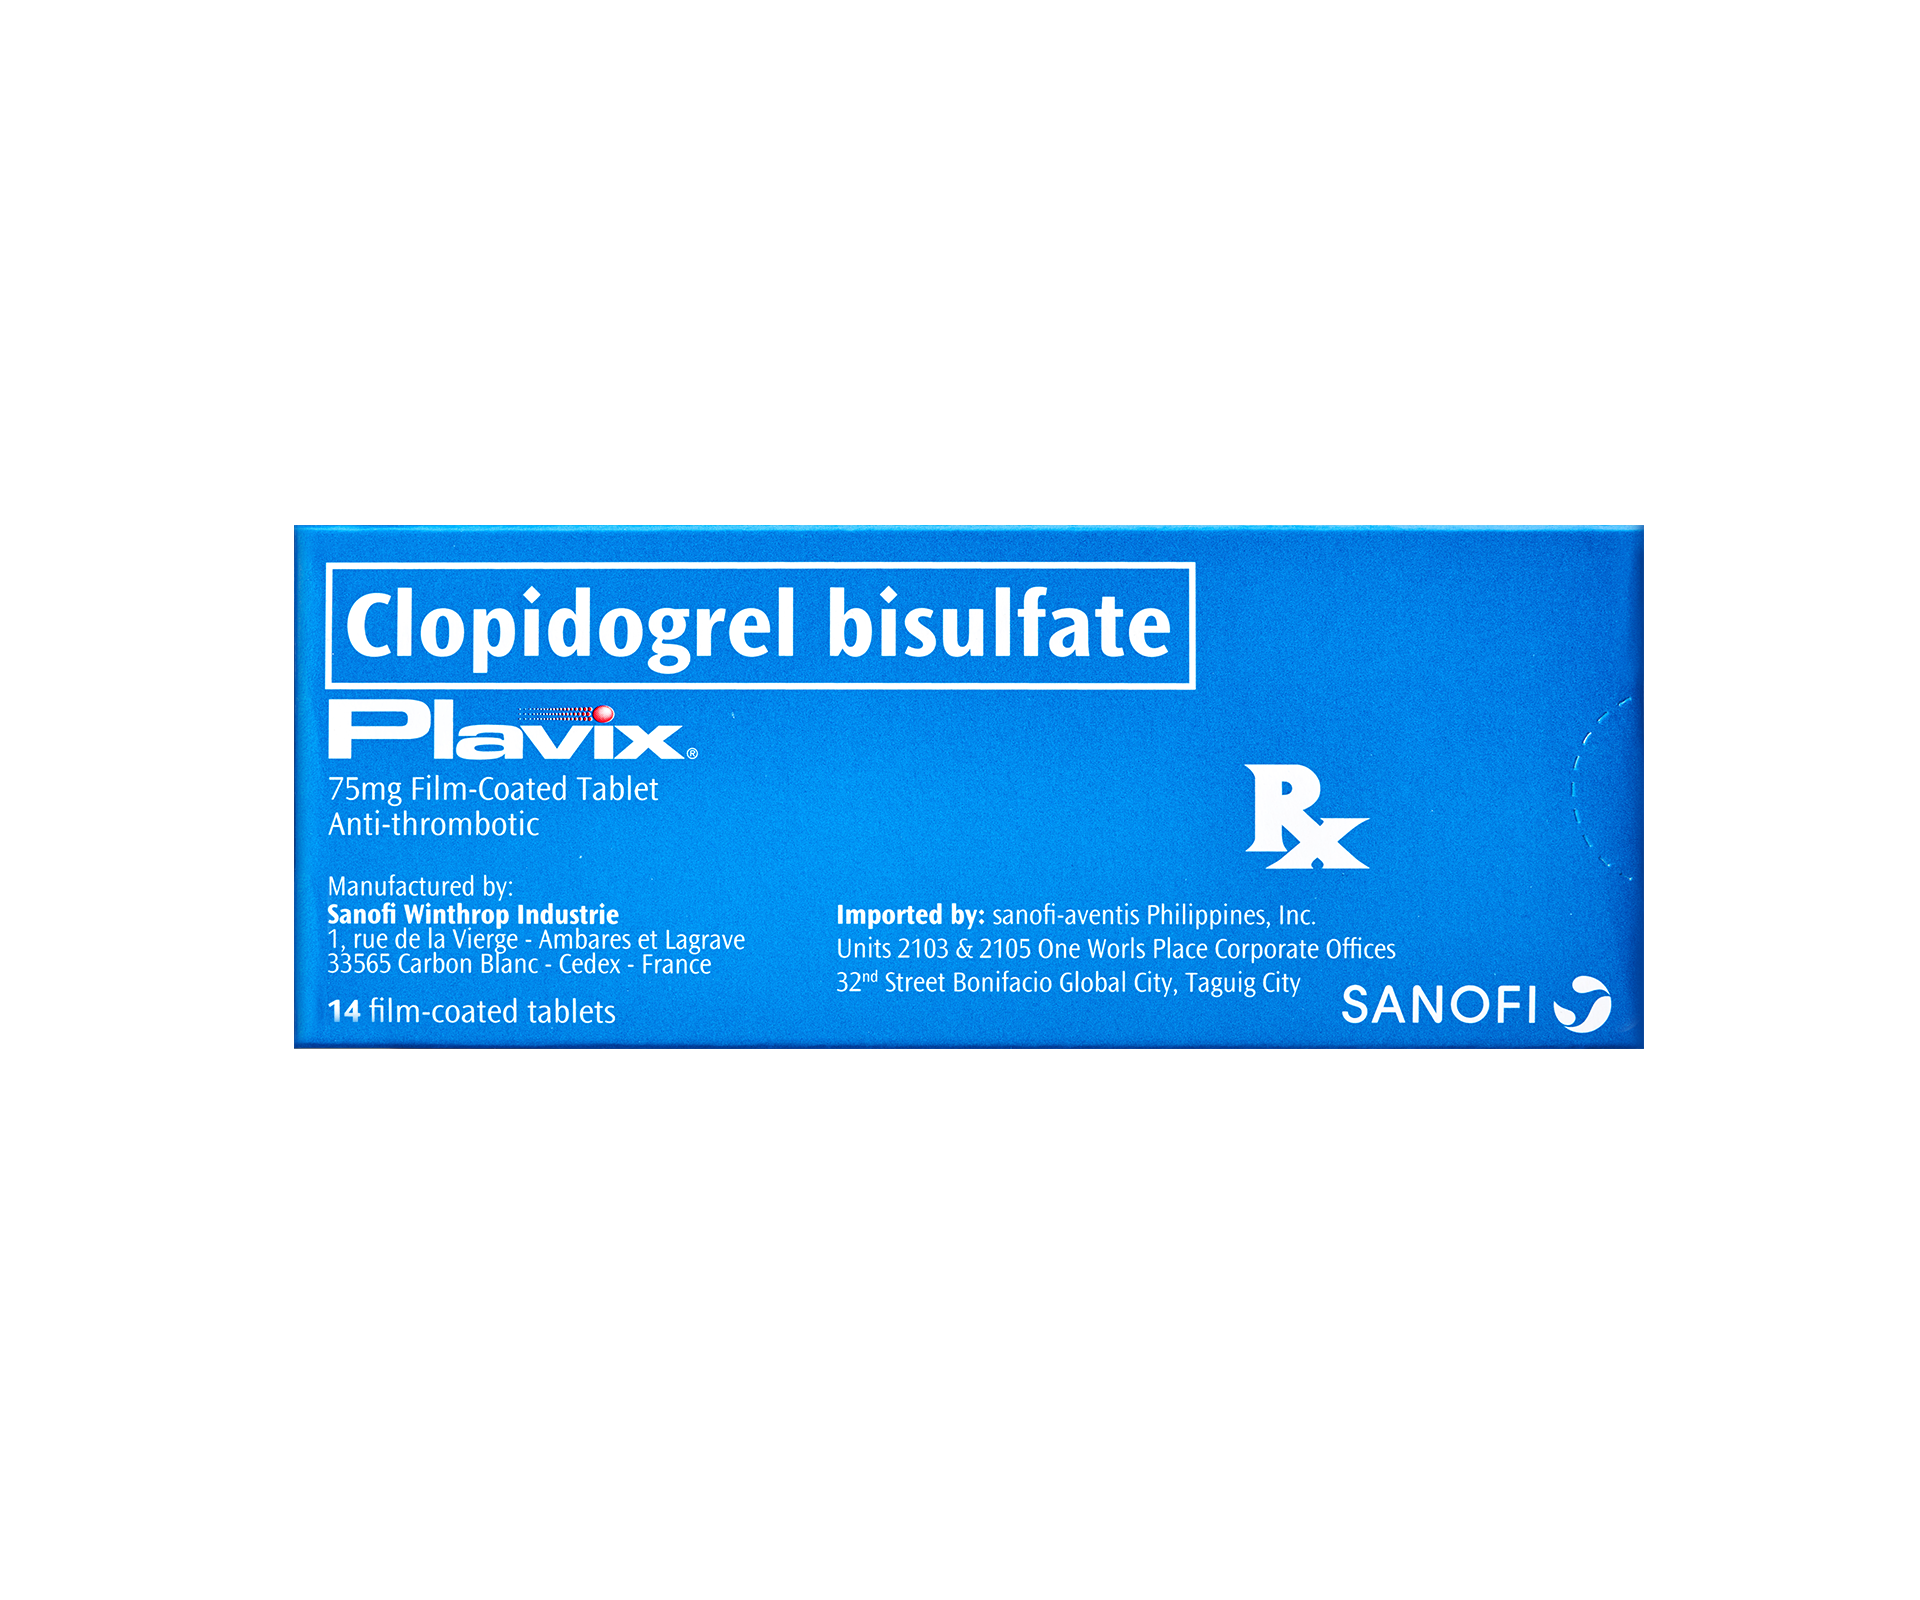 Clopidogrel bisulfate
Plavix®
75mg Film-Coated Tablet
Anti-thrombotic
Manufactured by:
Sanofi Winthrop Industrie
1, rue de la Vierge - Ambares et Lagrave
33565 Carbon Blanc - Cedex - France
14 film-coated tablets
Rx
Imported by: sanofi-aventis Philippines, Inc.
Units 2103 & 2105 One Worls Place Corporate Offices
32nd Street Bonifacio Global City, Taguig City
SANOFI